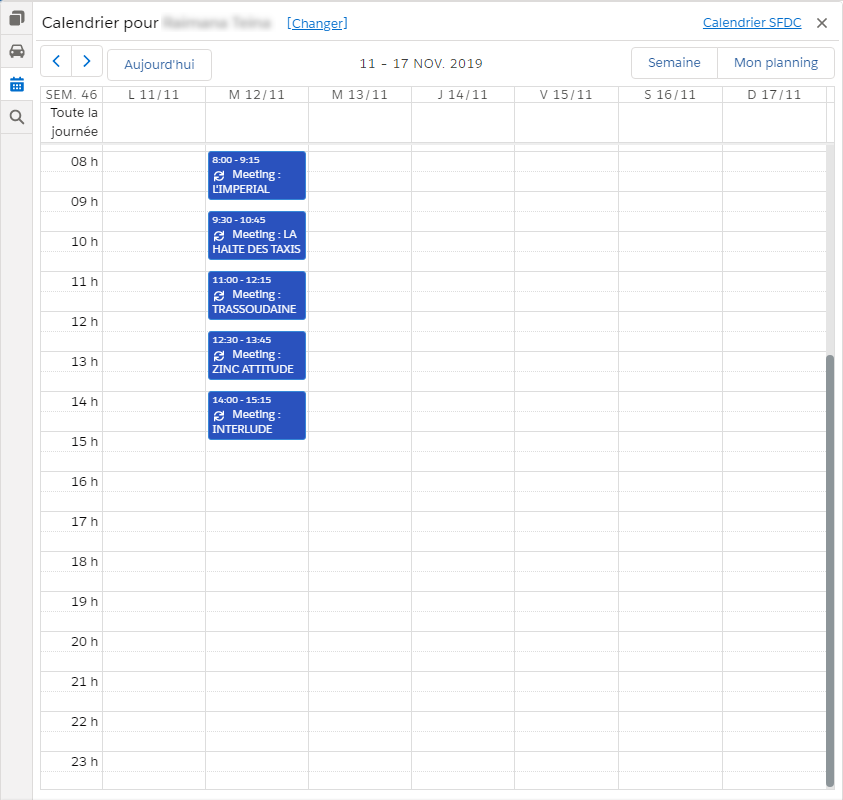 Calendrier pour [Changer] Calendrier SFDC
Aujourd'hui 11 – 17 NOV. 2019 Semaine Mon planning
SEM. 46 L 11/11 M 12/11 M 13/11 J 14/11 V 15/11 S 16/11 D 17/11
Toute la
journée
08 h
09 h
10 h
11 h
12 h
13 h
14 h
15 h
16 h
17 h
18 h
19 h
20 h
21 h
22 h
23 h
8:00 - 9:15
Meeting :
L'IMPERIAL
9:30 - 10:45
Meeting : LA
HALTE DES TAXIS
11:00 - 12:15
Meeting :
TRASSOUDAINE
12:30 - 13:45
Meeting :
ZINC ATTITUDE
14:00 - 15:15
Meeting :
INTERLUDE